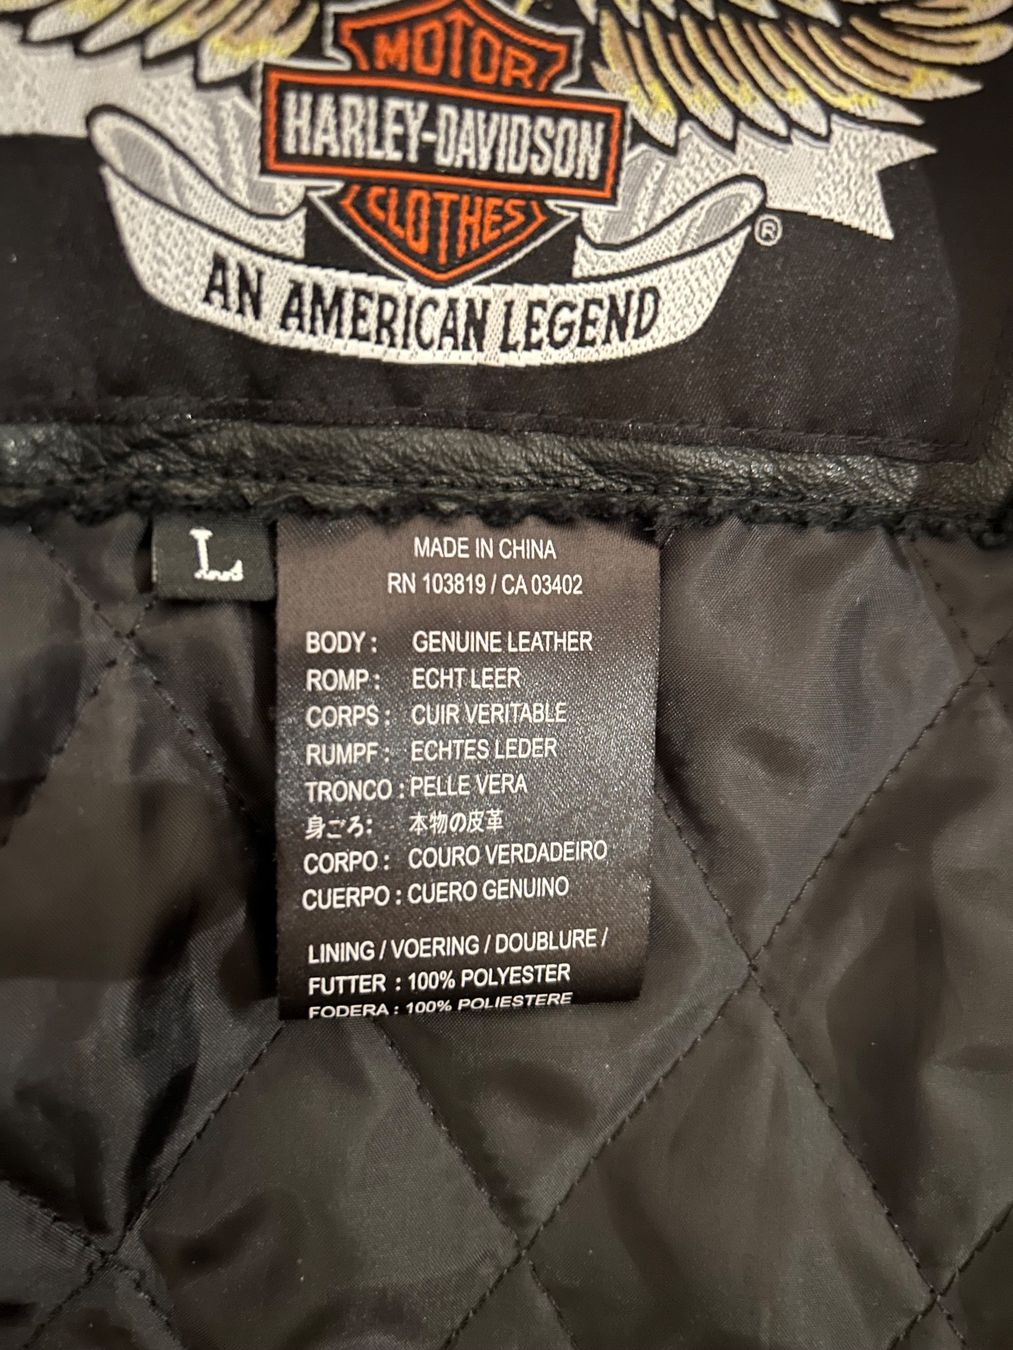 MOTOR
HARLEY-DAVIDSON
CLOTHES
®
AN AMERICAN LEGEND
L
MADE IN CHINA
RN 103819 / CA 03402
BODY : GENUINE LEATHER
ROMP : ECHT LEER
CORPS : CUIR VERITABLE
RUMPF : ECHTES LEDER
TRONCO : PELLE VERA
身ごろ: 本物の皮革
CORPO : COURO VERDADEIRO
CUERPO : CUERO GENUINO
LINING / VOERING / DOUBLURE /
FUTTER : 100% POLYESTER
FODERA : 100% POLIESTERE